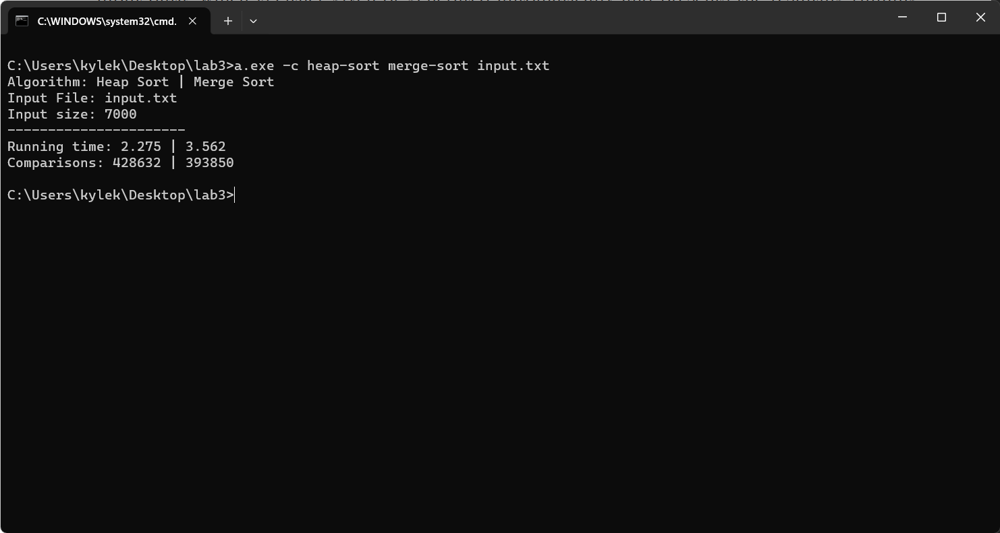 C:\WINDOWS\system32\cmd.
C:\Users\kylek\Desktop\lab3>a.exe -c heap-sort merge-sort input.txt
Algorithm: Heap Sort | Merge Sort
Input File: input.txt
Input size: 7000
----------------------
Running time: 2.275 | 3.562
Comparisons: 428632 | 393850
C:\Users\kylek\Desktop\lab3>